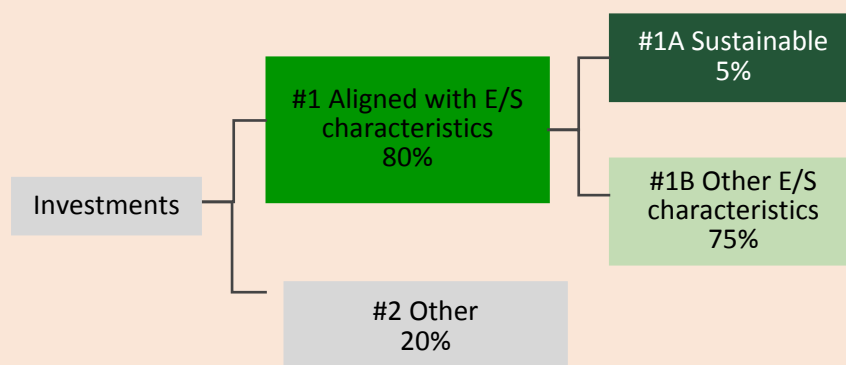 Investments
#1 Aligned with E/S
characteristics
80%
#2 Other
20%
#1A Sustainable
5%
#1B Other E/S
characteristics
75%